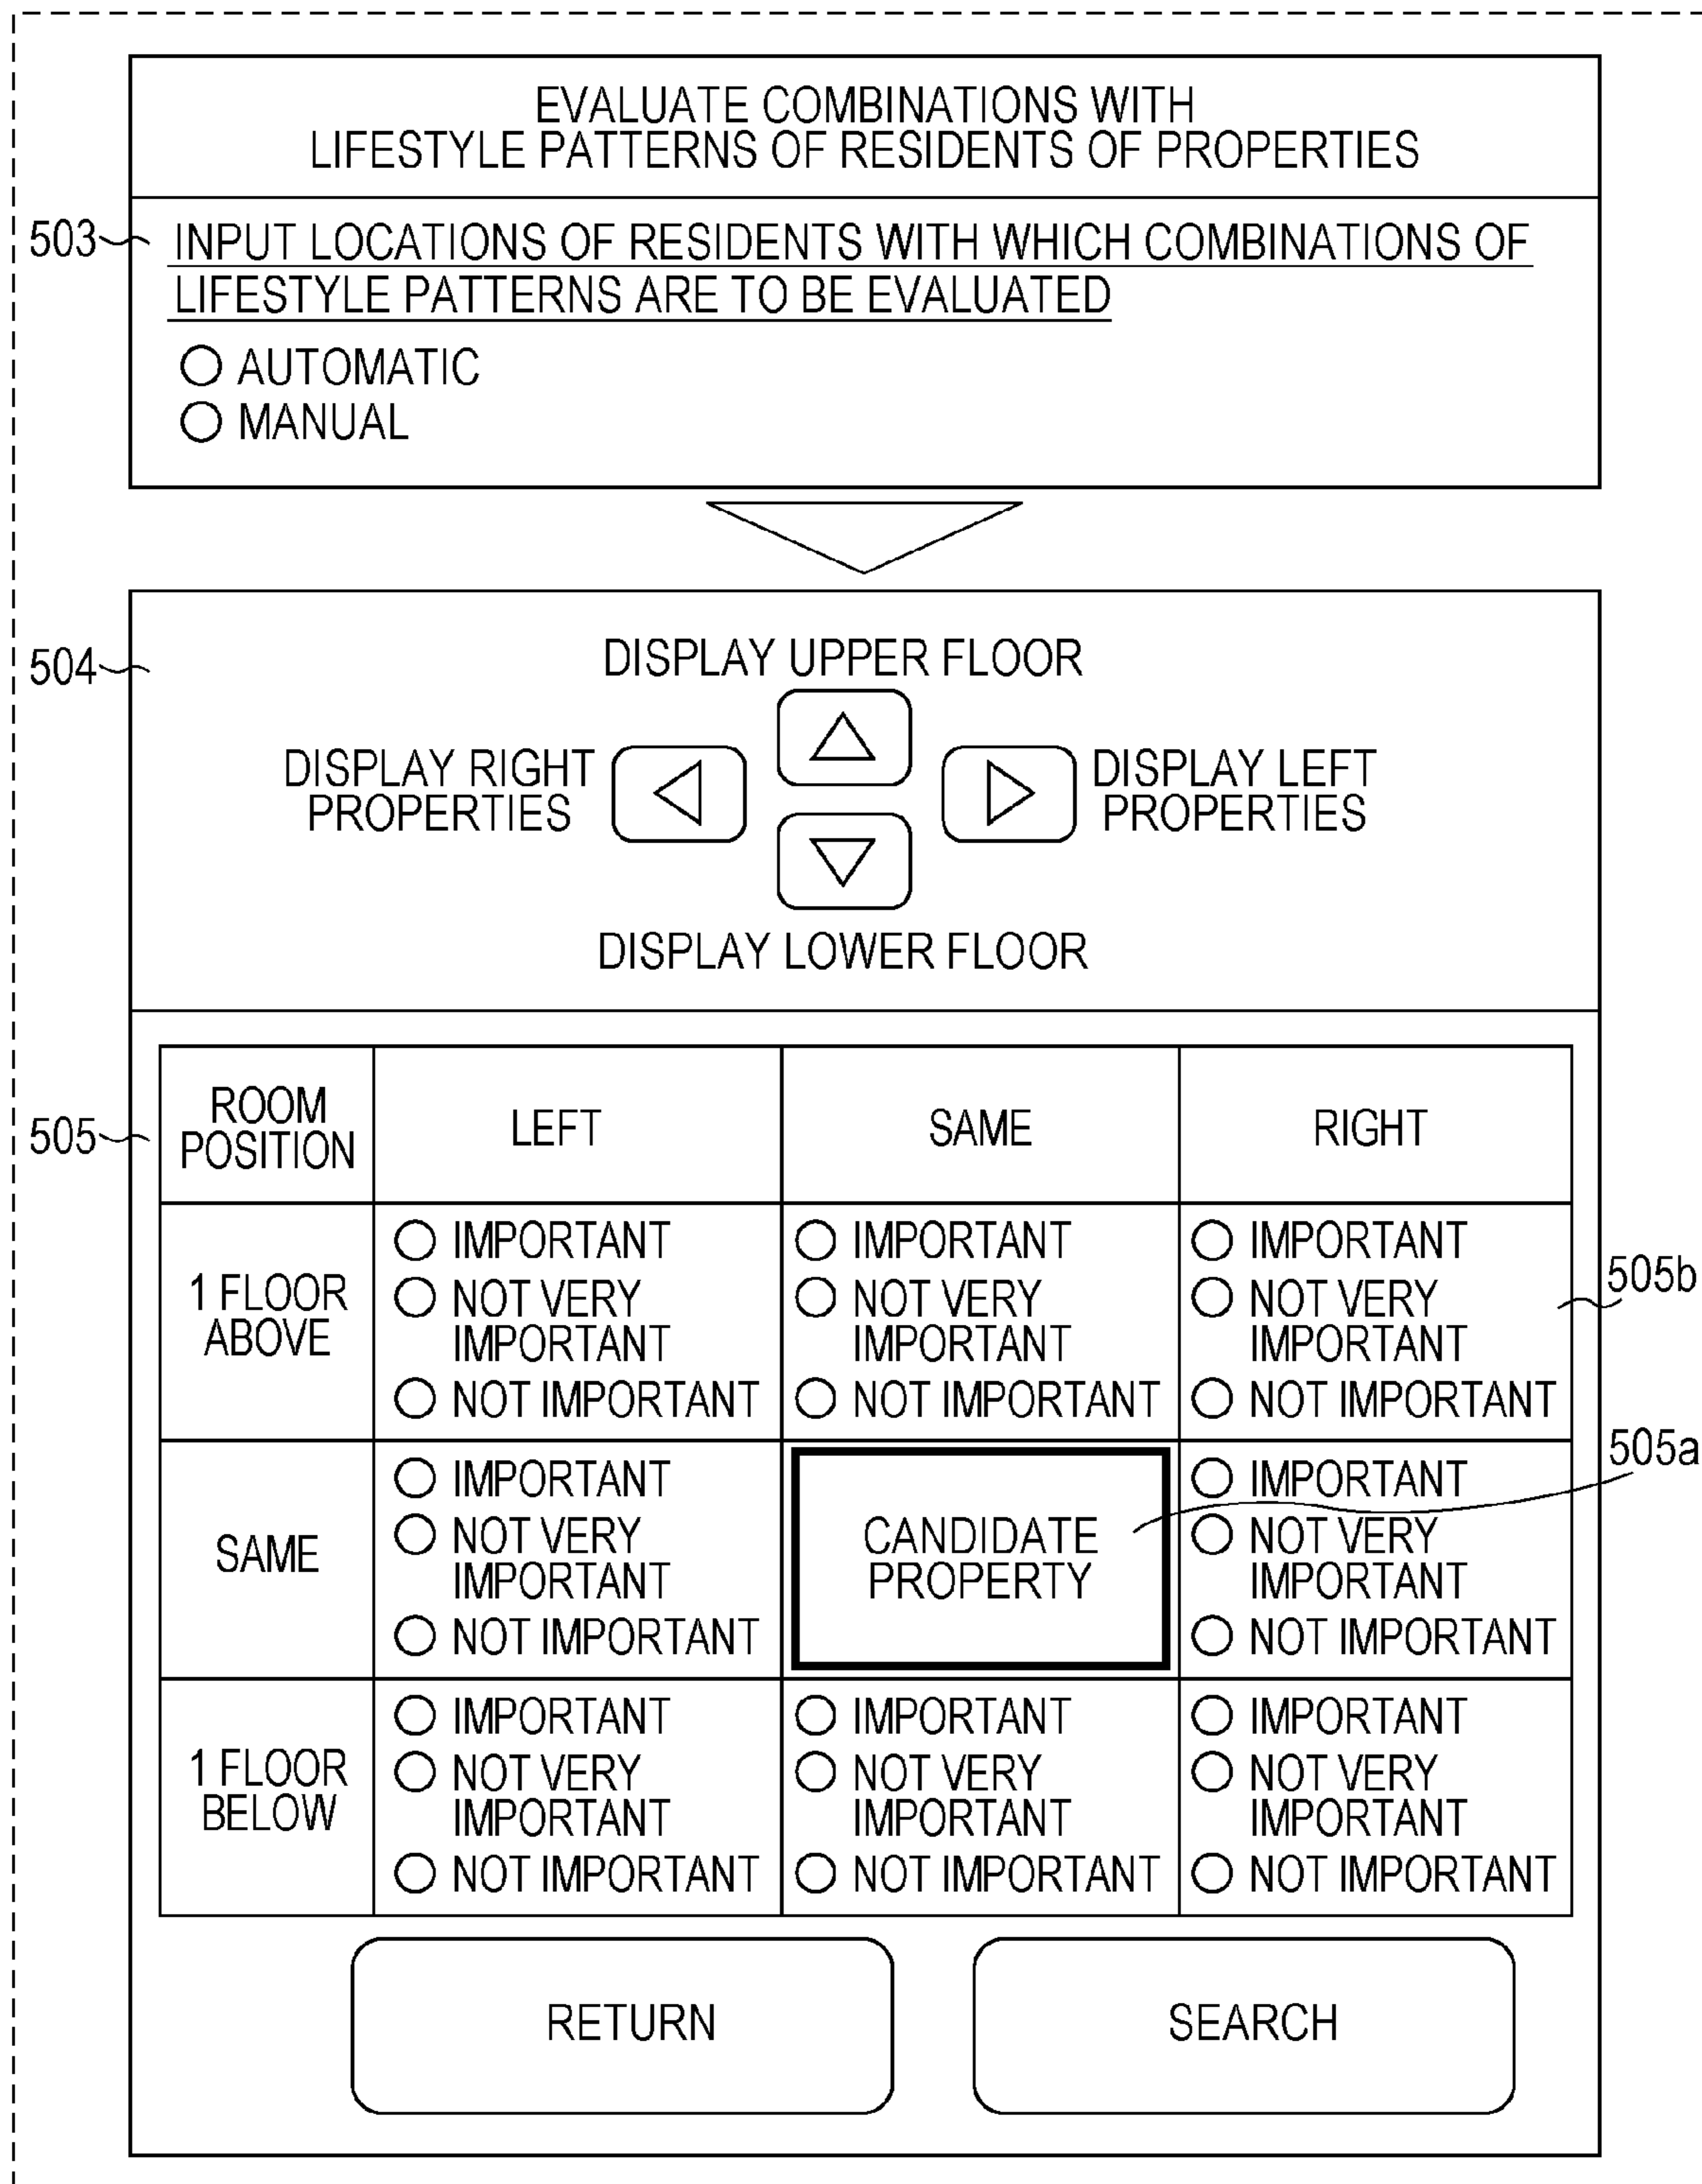 EVALUATE COMBINATIONS WITH
LIFESTYLE PATTERNS OF RESIDENTS OF PROPERTIES
503
INPUT LOCATIONS OF RESIDENTS WITH WHICH COMBINATIONS OF
LIFESTYLE PATTERNS ARE TO BE EVALUATED
AUTOMATIC
MANUAL
504
DISPLAY UPPER FLOOR
DISPLAY RIGHT
PROPERTIES
DISPLAY LEFT
PROPERTIES
DISPLAY LOWER FLOOR
505
ROOM
POSITION
LEFT
SAME
RIGHT
1 FLOOR
ABOVE
IMPORTANT
NOT VERY
IMPORTANT
NOT IMPORTANT
IMPORTANT
NOT VERY
IMPORTANT
NOT IMPORTANT
IMPORTANT
NOT VERY
IMPORTANT
NOT IMPORTANT
505b
SAME
IMPORTANT
NOT VERY
IMPORTANT
NOT IMPORTANT
CANDIDATE
PROPERTY
IMPORTANT
NOT VERY
IMPORTANT
NOT IMPORTANT
505a
1 FLOOR
BELOW
IMPORTANT
NOT VERY
IMPORTANT
NOT IMPORTANT
IMPORTANT
NOT VERY
IMPORTANT
NOT IMPORTANT
IMPORTANT
NOT VERY
IMPORTANT
NOT IMPORTANT
RETURN
SEARCH